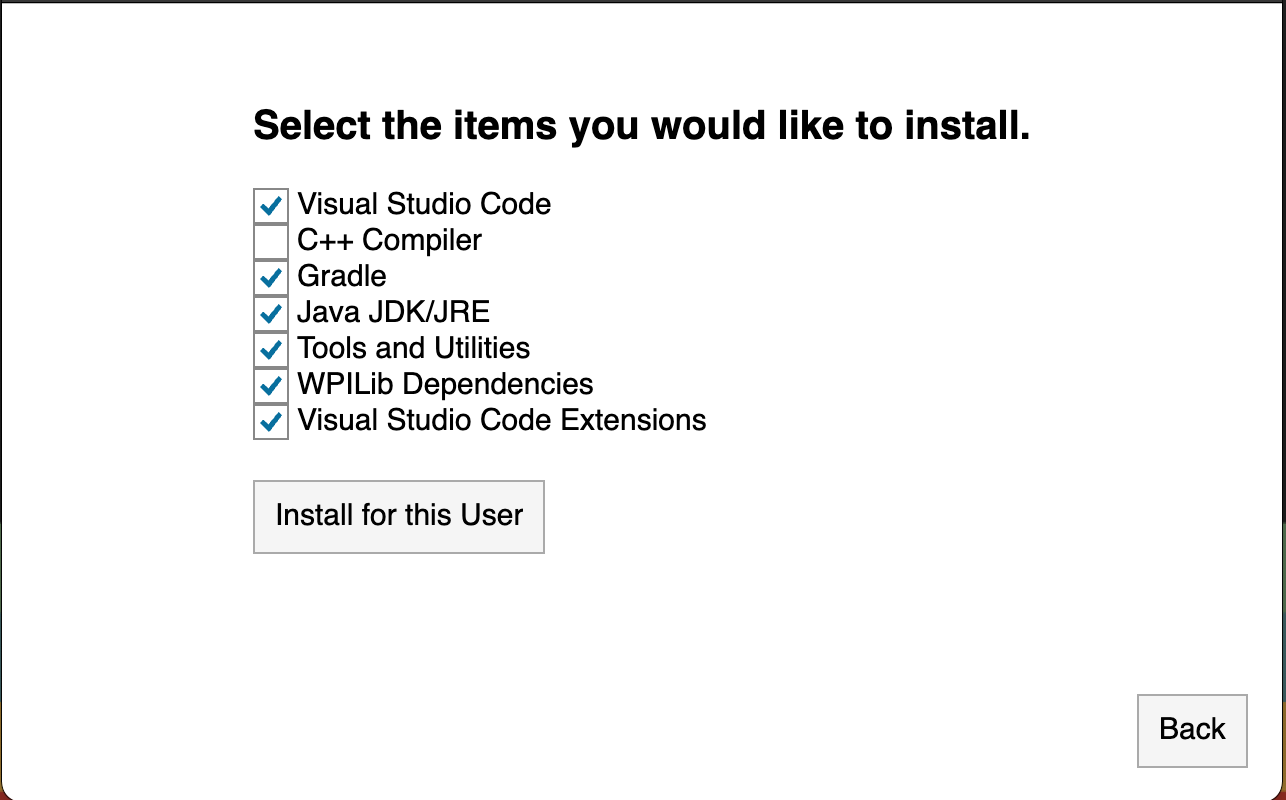 Select the items you would like to install.
Visual Studio Code
C++ Compiler
Gradle
Java JDK/JRE
Tools and Utilities
WPILib Dependencies
Visual Studio Code Extensions
Install for this User
Back